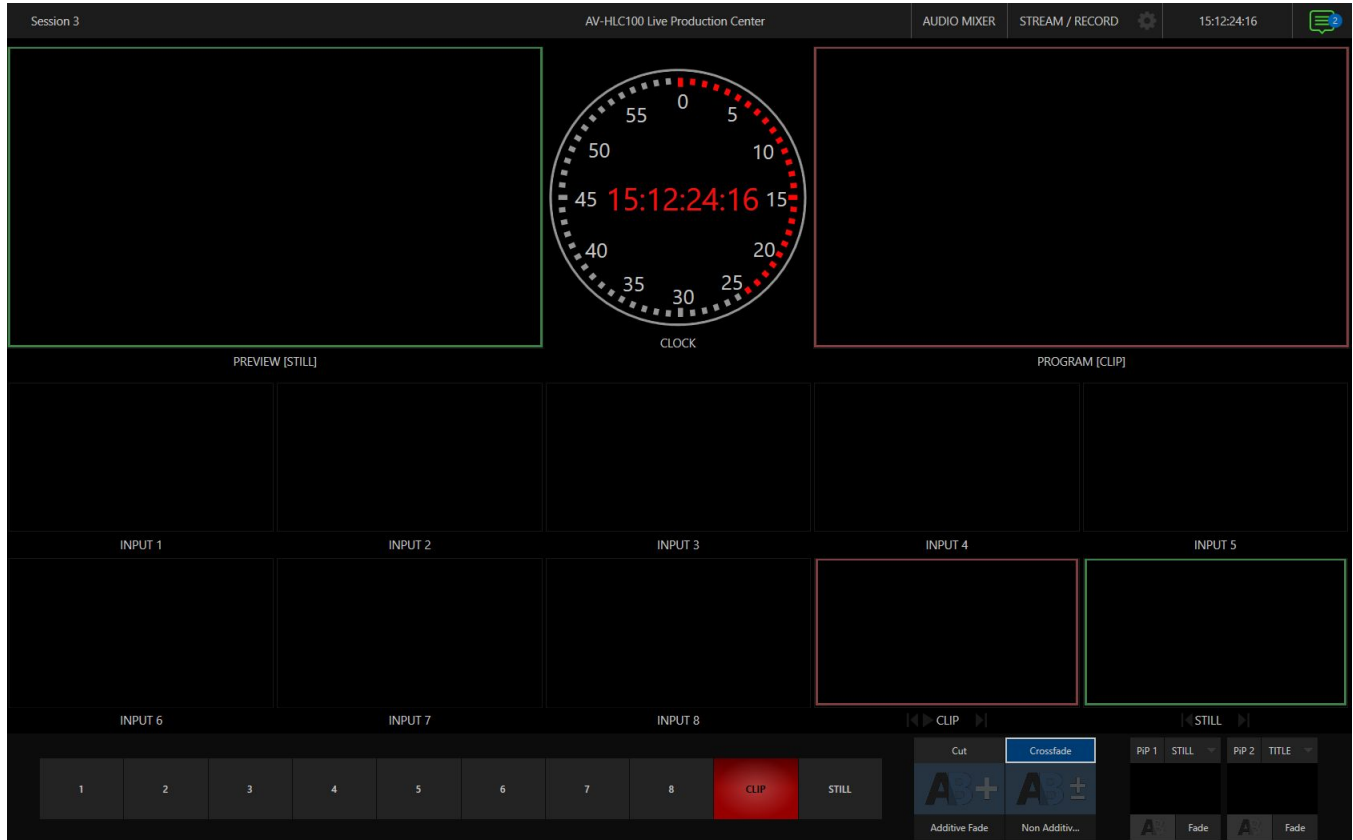 Session 3
AV-HLC100 Live Production Center
AUDIO MIXER
STREAM / RECORD
15:12:24:16
2
0
5
10
15
20
25
30
35
40
45
50
55
15:12:24:16
CLOCK
PREVIEW [STILL]
PROGRAM [CLIP]
INPUT 1
INPUT 2
INPUT 3
INPUT 4
INPUT 5
INPUT 6
INPUT 7
INPUT 8
CLIP
STILL
1
2
3
4
5
6
7
8
CLIP
STILL
Cut
Crossfade
AB+
AB±
Additive Fade
Non Additiv...
PiP 1
STILL
PiP 2
TITLE
A
Fade
A
Fade